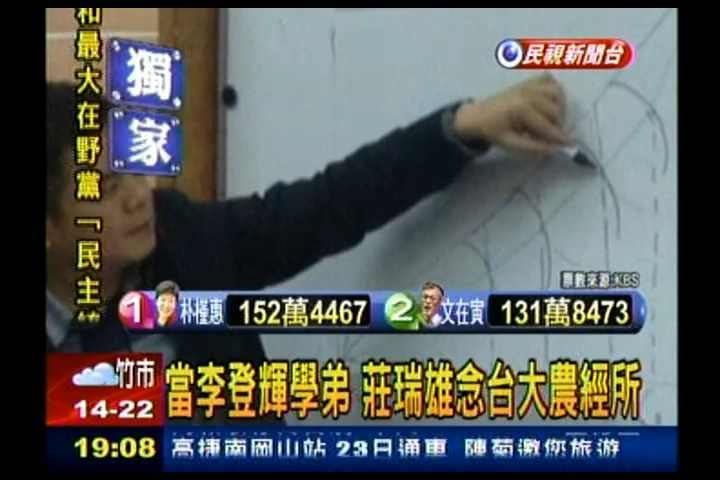 和最大在野黨「民主
獨家
民視新聞台
票數來源:KBS
1 朴槿惠 152萬4467 2 文在寅 131萬8473
竹市
14-22
當李登輝學弟 莊瑞雄念台大農經所
19:08
高捷南岡山站 23日通車 陳菊邀您旅遊